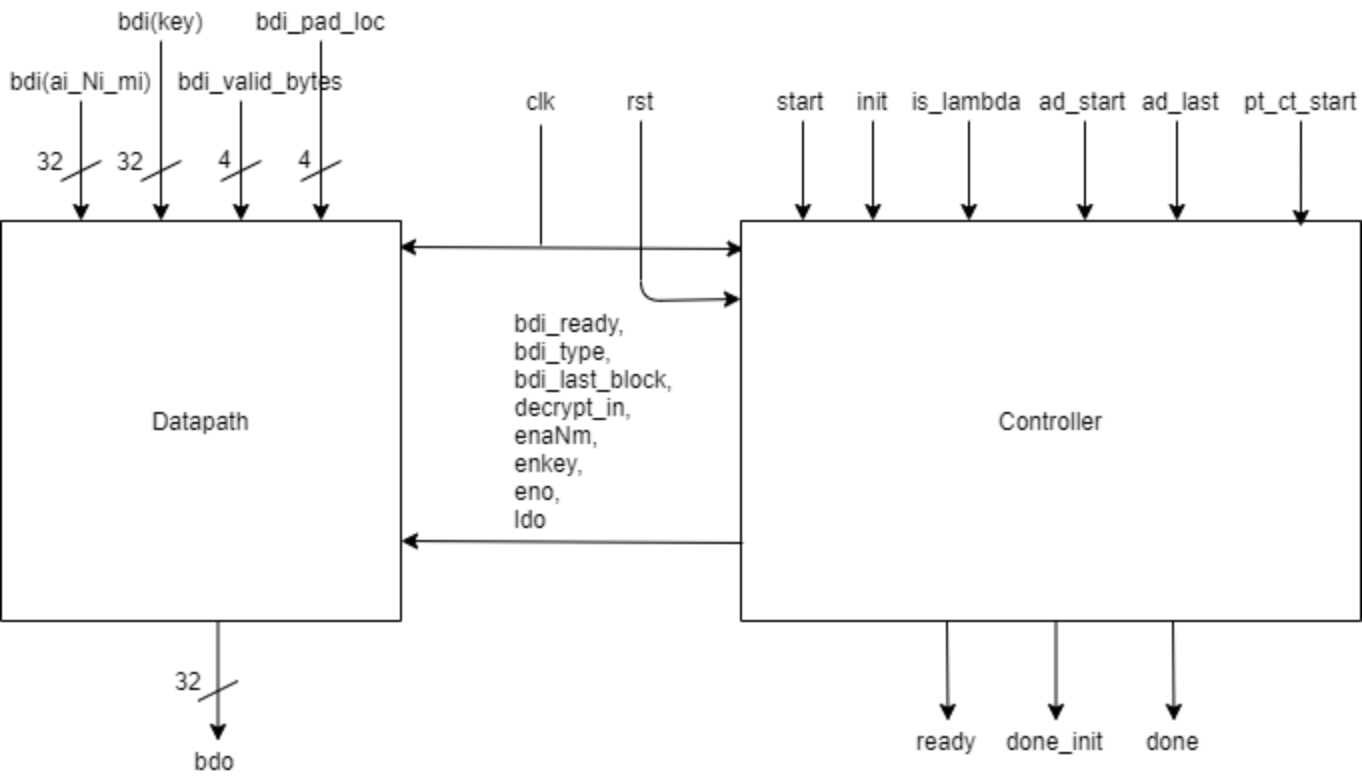 bdi(key)
bdi_pad_loc
bdi(ai_Ni_mi)
bdi_valid_bytes
clk
rst
start
init
is_lambda
ad_start
ad_last
pt_ct_start
32
32
4
4
bdi_ready,
bdi_type,
bdi_last_block,
decrypt_in,
enaNm,
enkey,
eno,
ldo
Datapath
Controller
32
bdo
ready
done_init
done